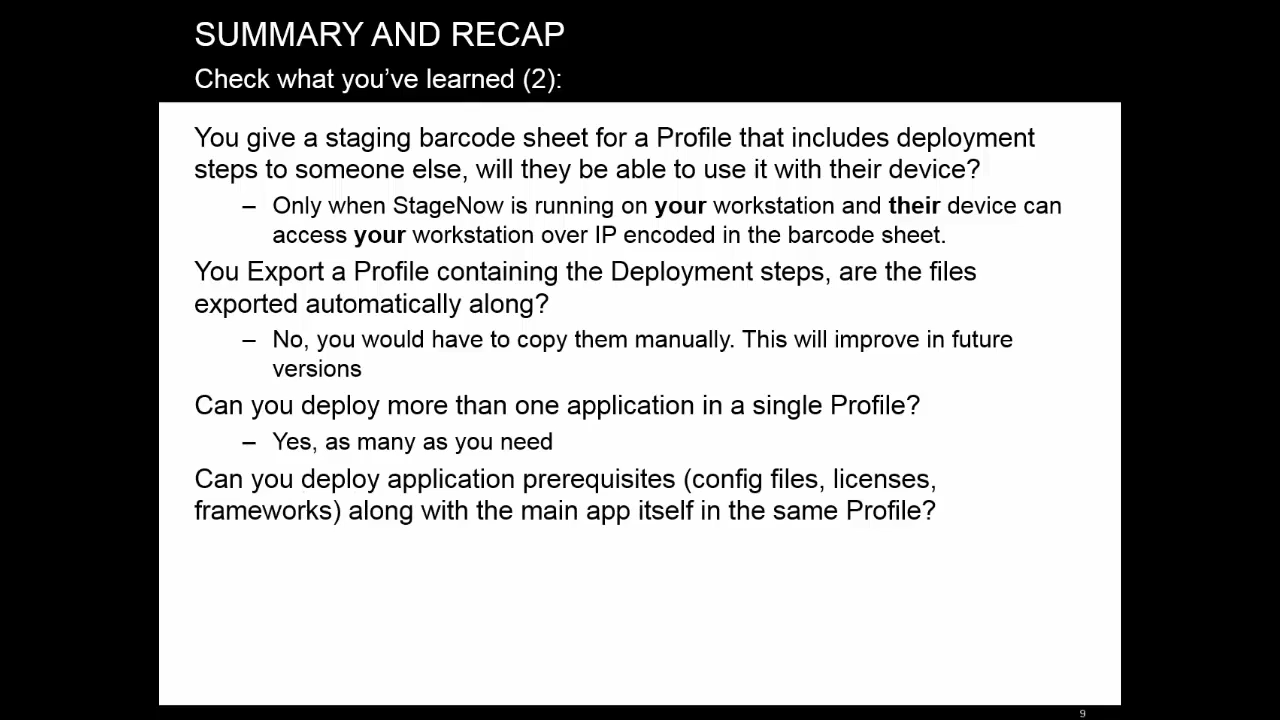 SUMMARY AND RECAP
Check what you’ve learned (2):
You give a staging barcode sheet for a Profile that includes deployment
steps to someone else, will they be able to use it with their device?
– Only when StageNow is running on your workstation and their device can
access your workstation over IP encoded in the barcode sheet.
You Export a Profile containing the Deployment steps, are the files
exported automatically along?
– No, you would have to copy them manually. This will improve in future
versions
Can you deploy more than one application in a single Profile?
– Yes, as many as you need
Can you deploy application prerequisites (config files, licenses,
frameworks) along with the main app itself in the same Profile?
9